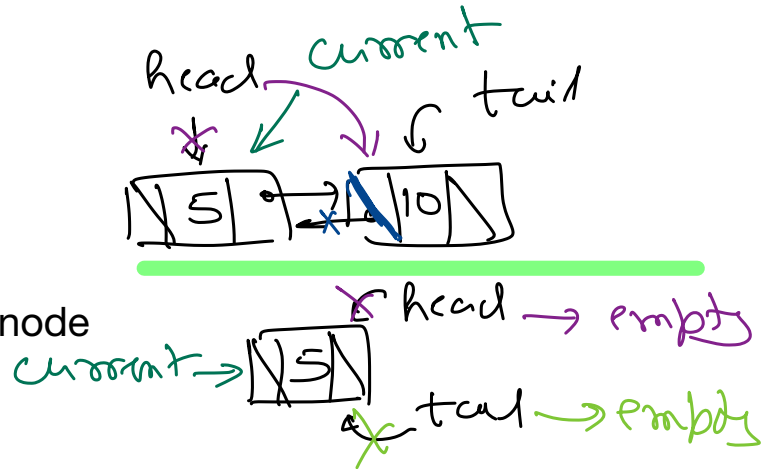 current
head
tail
5 10
head → empty
node
current → 5
tail → empty